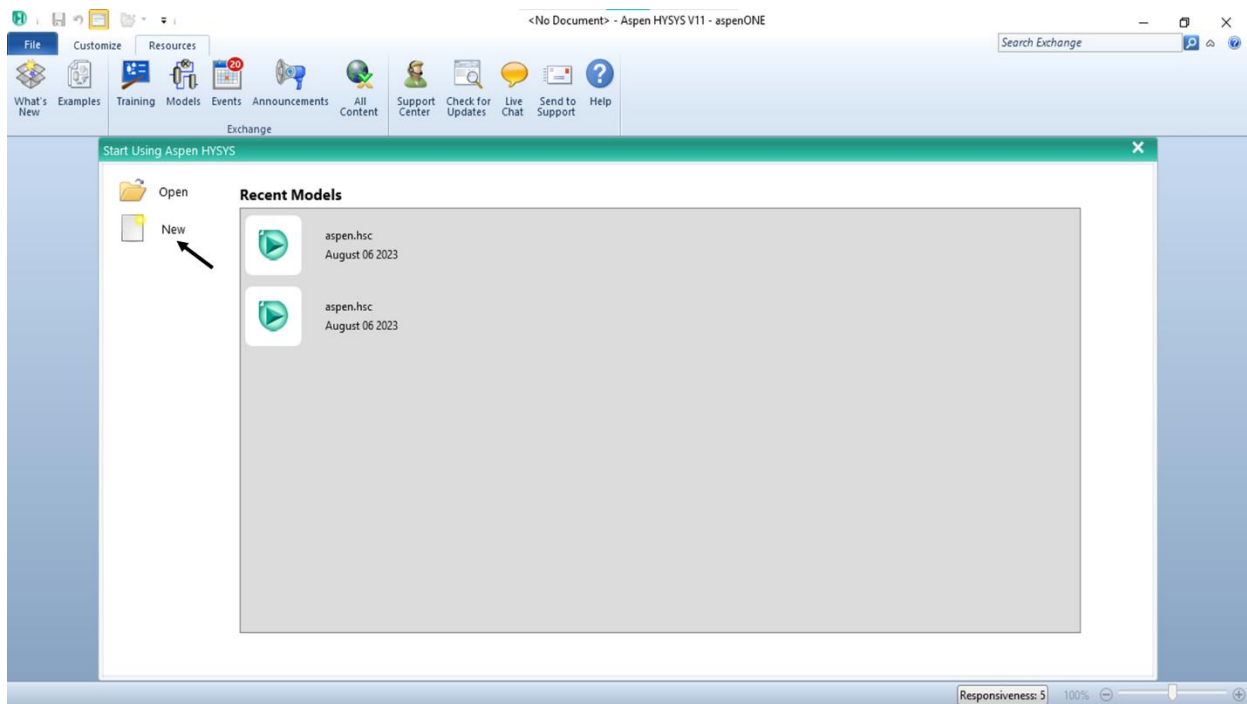 <No Document> - Aspen HYSYS V11 - aspenONE
File Customize Resources Search Exchange
What's New
Examples
Training
Models
20
Events
Announcements
All Content
Support Center
Check for Updates
Live Chat
Send to Support
Help
Exchange
Start Using Aspen HYSYS
Open
New
Recent Models
aspen.hsc
August 06 2023
aspen.hsc
August 06 2023
Responsiveness: 5 100%